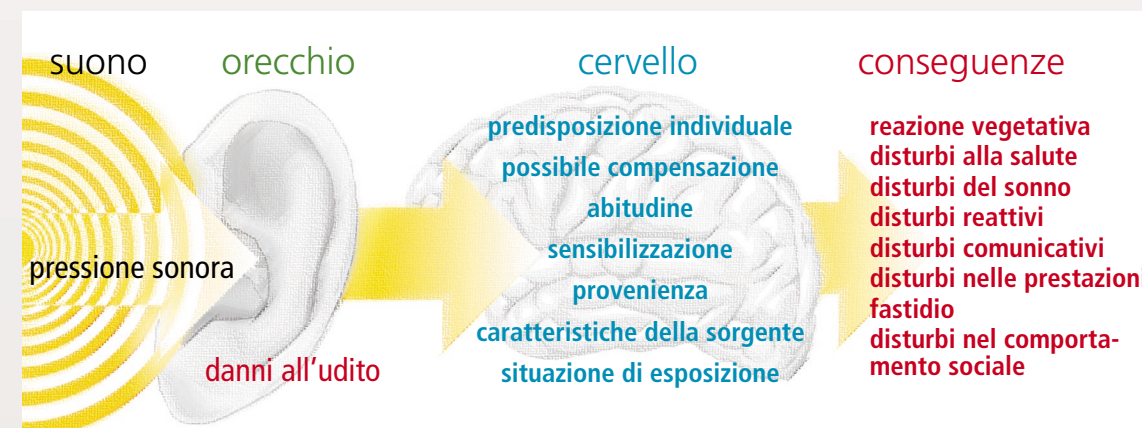 suono
orecchio
cervello
conseguenze
pressione sonora
danni all'udito
predisposizione individuale
possibile compensazione
abitudine
sensibilizzazione
provenienza
caratteristiche della sorgente
situazione di esposizione
reazione vegetativa
disturbi alla salute
disturbi del sonno
disturbi reattivi
disturbi comunicativi
disturbi nelle prestazioni
fastidio
disturbi nel comporta-
mento sociale